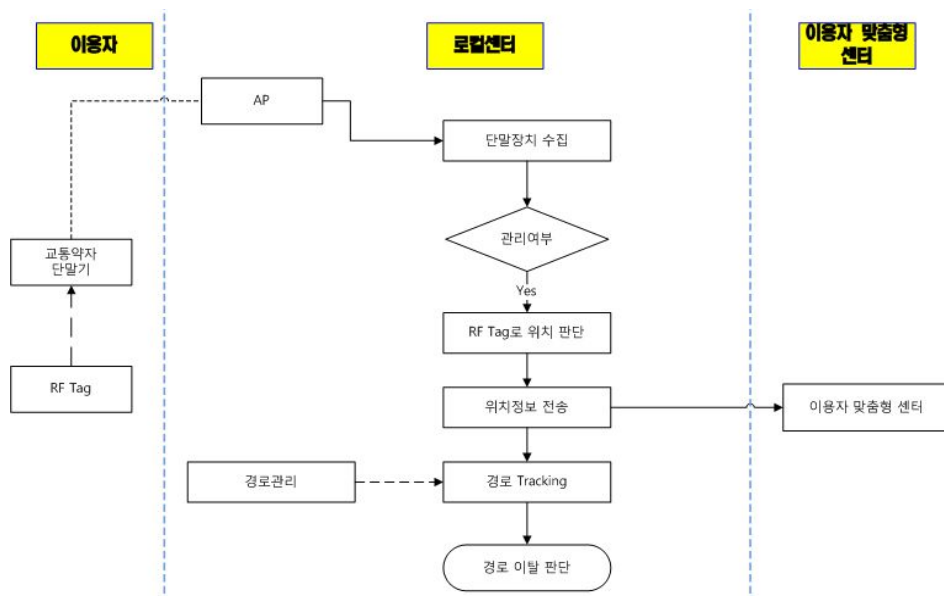 이용자
로컬센터
이용자 맞춤형
센터
AP
단말장치 수집
관리여부
교통약자
단말기
Yes
RF Tag로 위치 판단
RF Tag
위치정보 전송
이용자 맞춤형 센터
경로관리
경로 Tracking
경로 이탈 판단